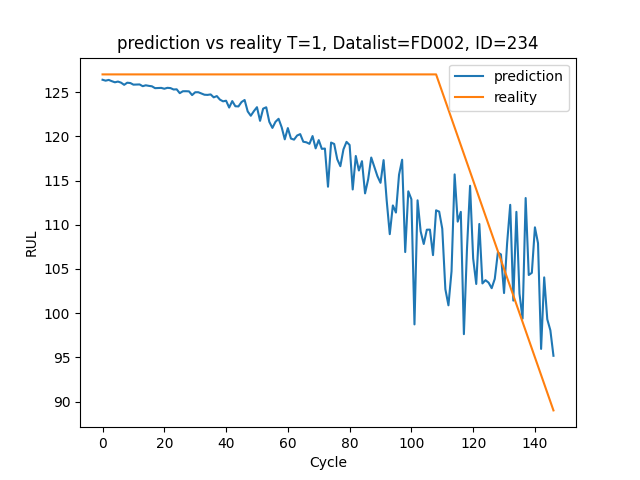 prediction vs reality T=1, Datalist=FD002, ID=234
prediction
reality
RUL
125
120
115
110
105
100
95
90
0 20 40 60 80 100 120 140
Cycle